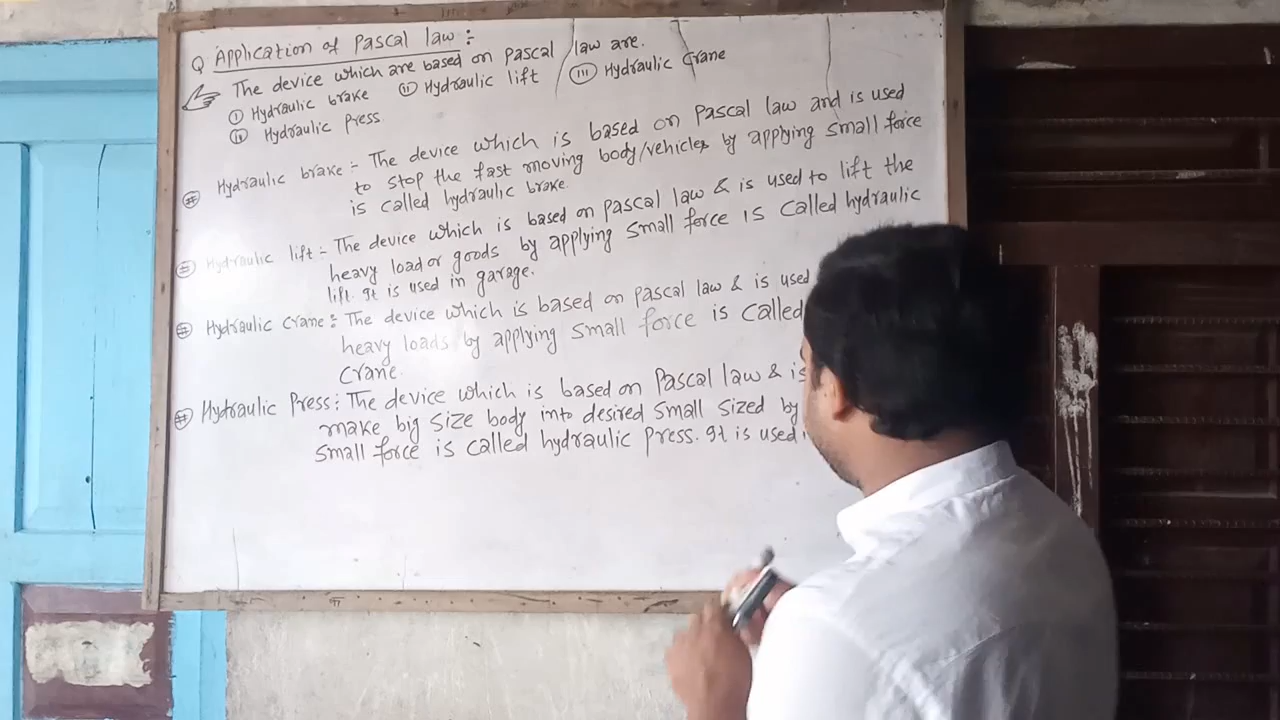 Q Application of Pascal law :
The device which are based on Pascal law are.
(i) Hydraulic brake (ii) Hydraulic lift (iii) Hydraulic Crane
(iv) Hydraulic Press
# Hydraulic brake :- The device which is based on Pascal law and is used
to stop the fast moving body/vehicles by applying small force
is called hydraulic brake.
# Hydraulic lift :- The device which is based on Pascal law & is used to lift the
heavy load or goods by applying small force is called hydraulic
lift. It is used in garage.
# Hydraulic Crane : The device which is based on Pascal law & is used
heavy loads by applying small force is called
Crane.
# Hydraulic Press : The device which is based on Pascal law & is
make big size body into desired small sized by
small force is called hydraulic press. It is used